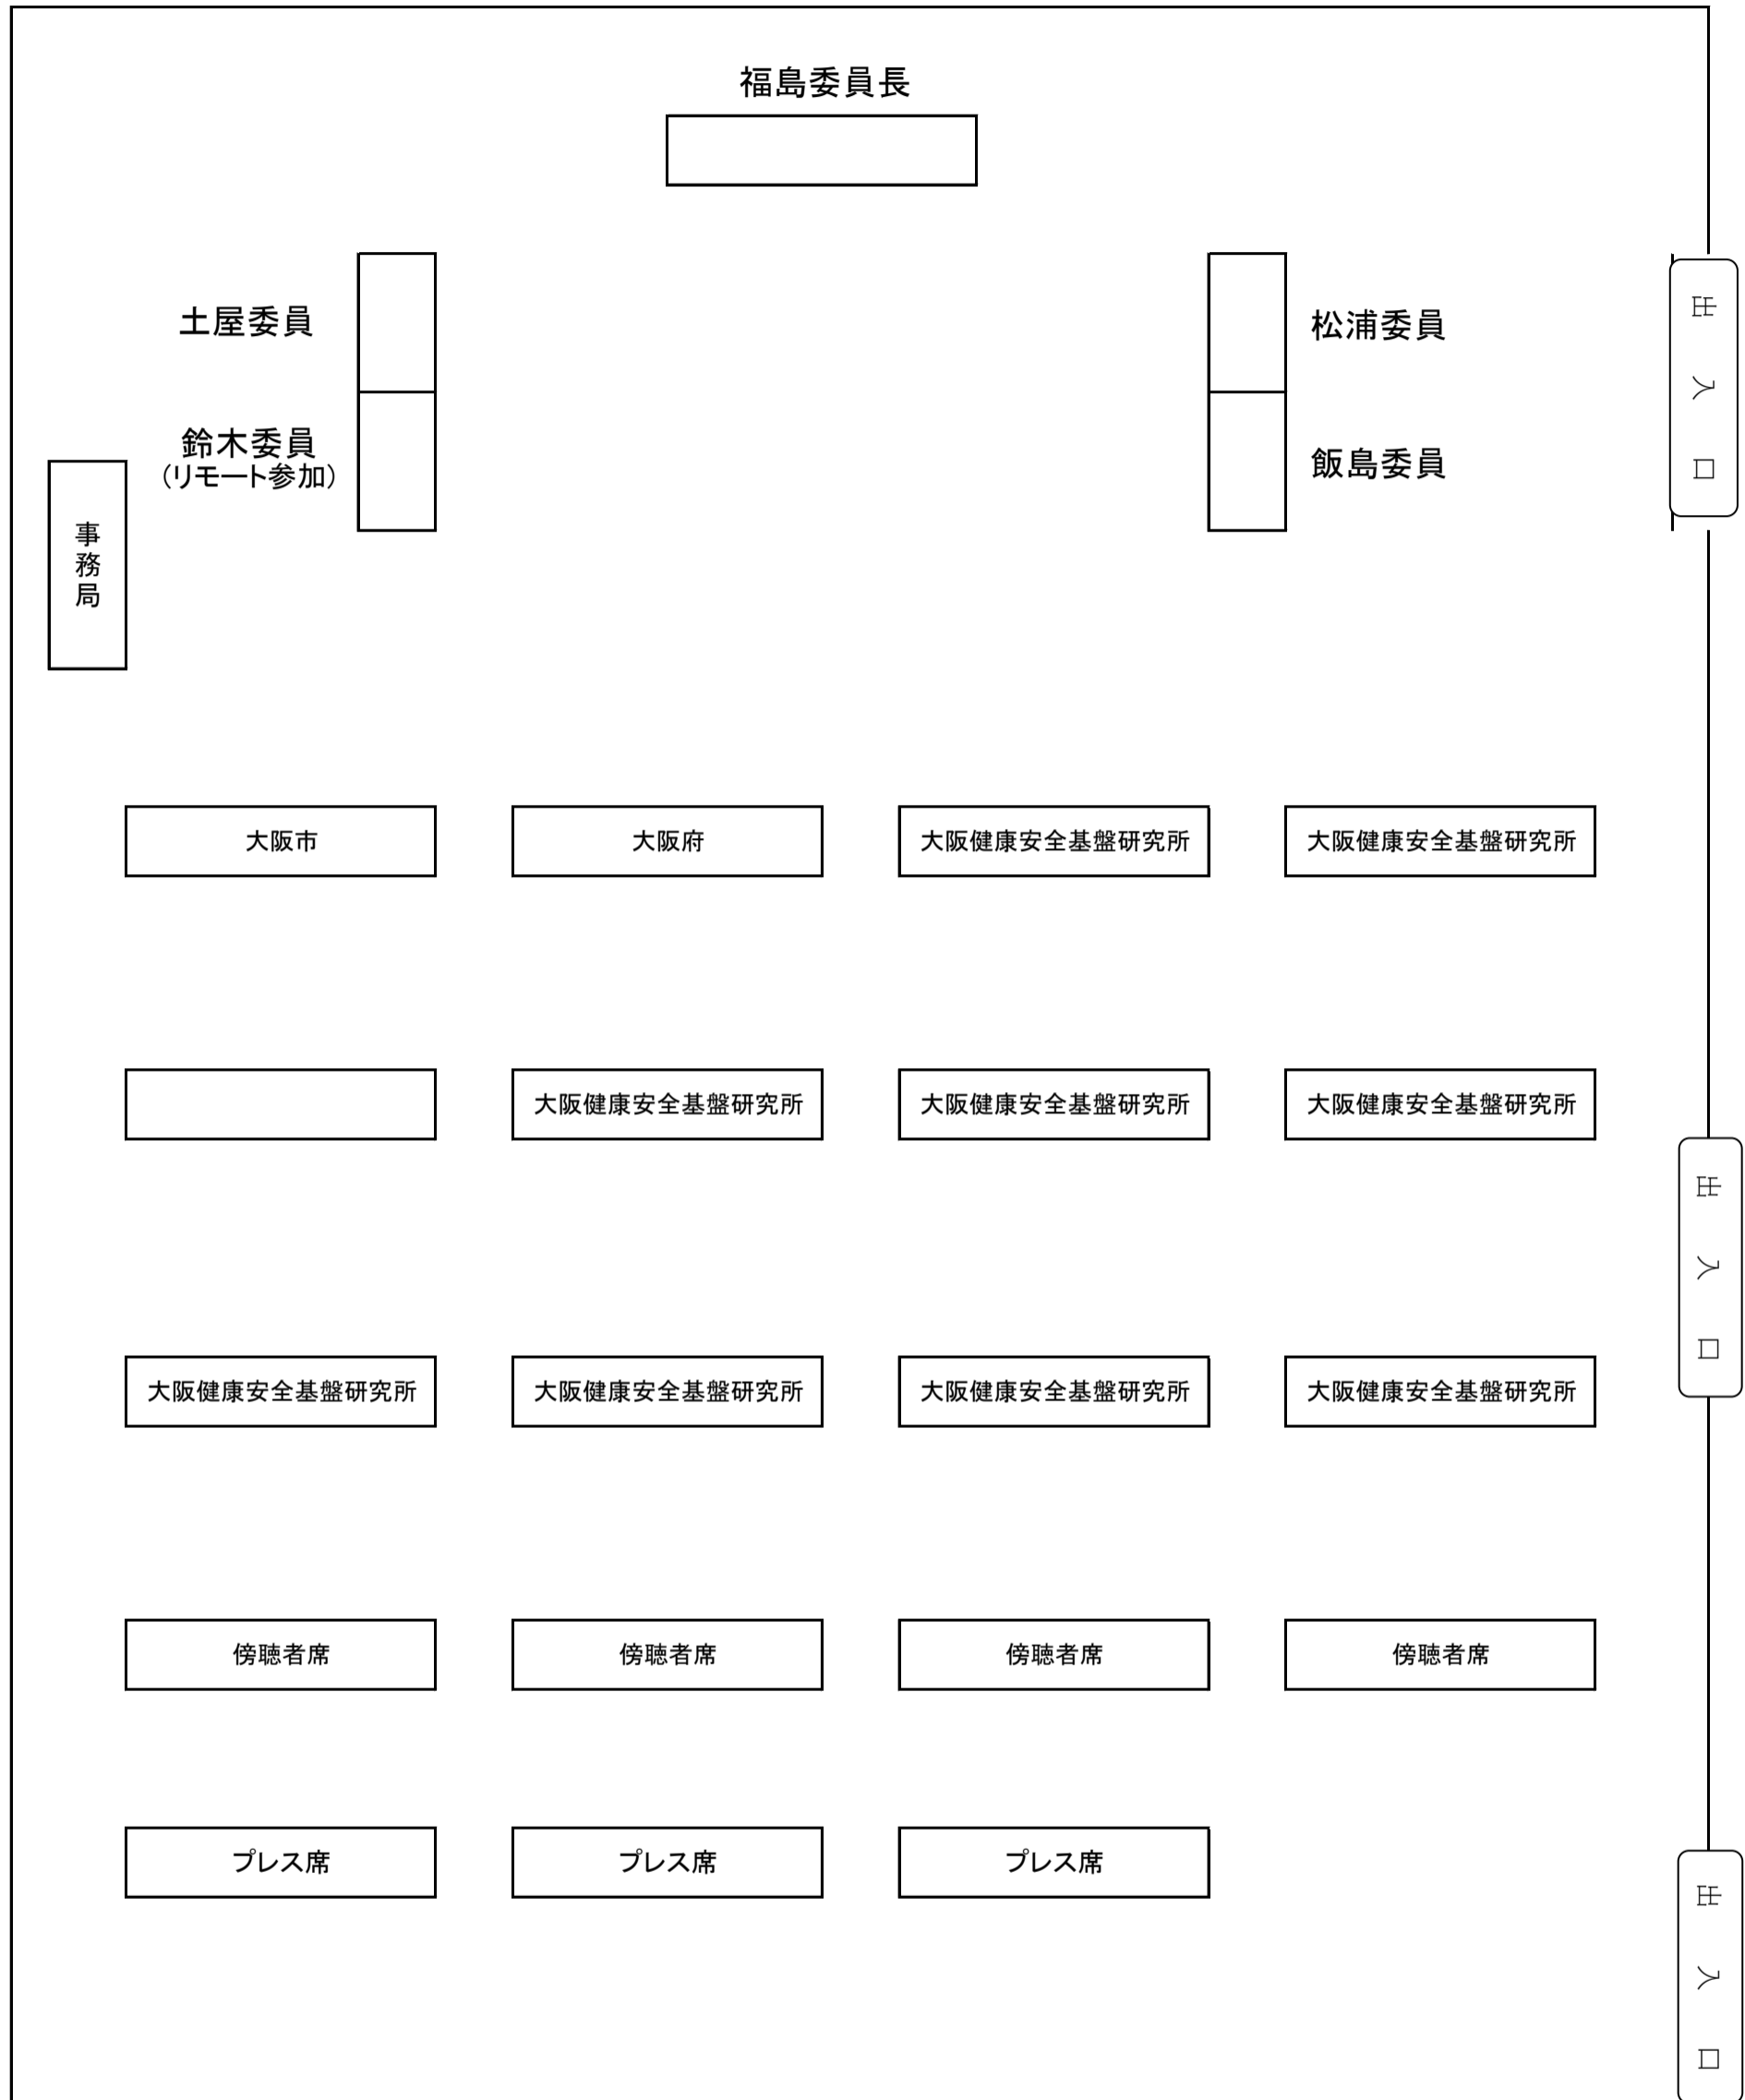 福島委員長
土屋委員
松浦委員
出入口
鈴木委員
（リモート参加）
飯島委員
事務局
大阪市
大阪府
大阪健康安全基盤研究所
大阪健康安全基盤研究所
大阪健康安全基盤研究所
大阪健康安全基盤研究所
大阪健康安全基盤研究所
出入口
大阪健康安全基盤研究所
大阪健康安全基盤研究所
大阪健康安全基盤研究所
大阪健康安全基盤研究所
傍聴者席
傍聴者席
傍聴者席
傍聴者席
プレス席
プレス席
プレス席
出入口